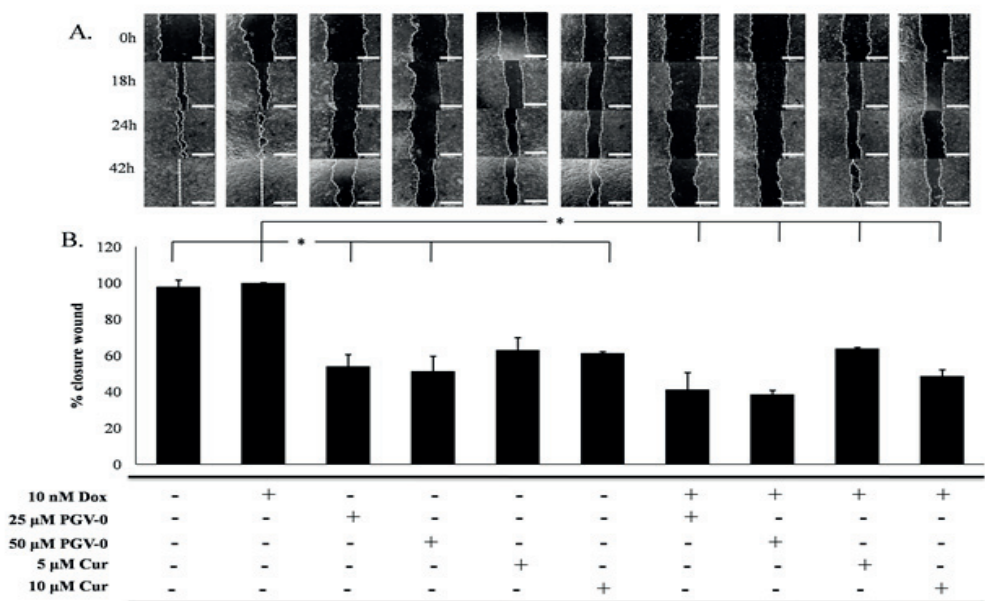 A.
0h
18h
24h
42h
*
B.
*
120
100
80
60
40
20
0
% closure wound
10 nM Dox - + - - - - + + + +
25 µM PGV-0 - - + - - - + - - -
50 µM PGV-0 - - - + - - - + - -
5 µM Cur - - - - + - - - + -
10 µM Cur - - - - - + - - - +